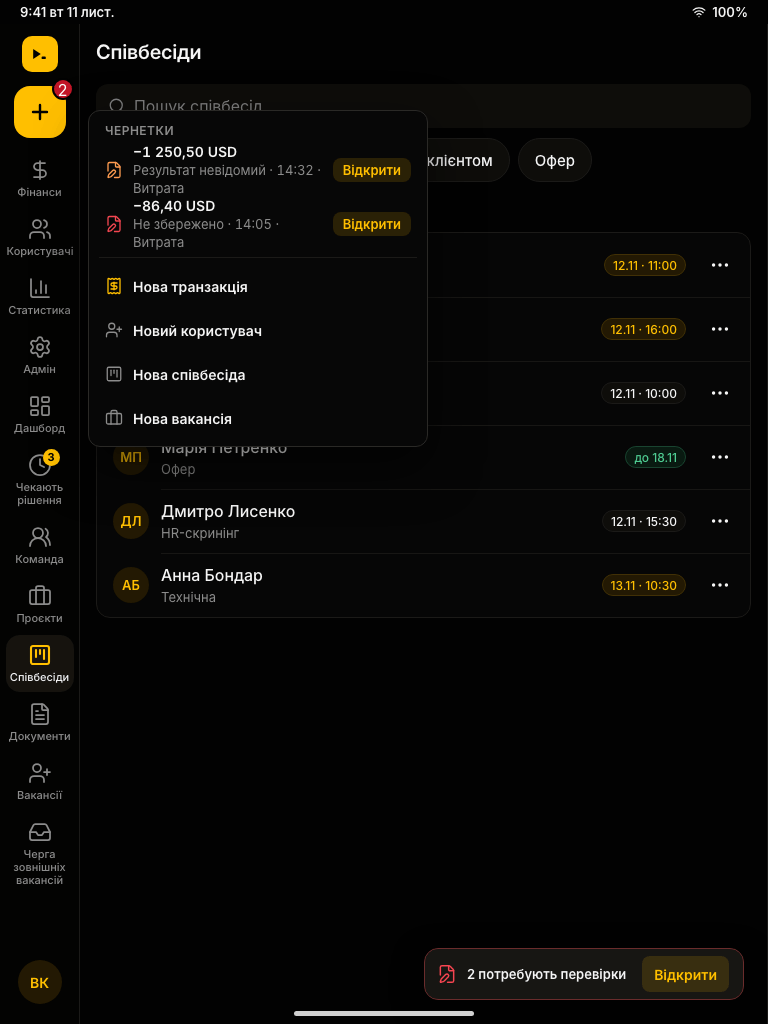 9:41 вт 11 лист.
100%
Співбесіди
2
Пошук співбесід
клієнтом
Офер
ЧЕРНЕТКИ
−1 250,50 USD
Результат невідомий · 14:32 ·
Витрата
Відкрити
−86,40 USD
Не збережено · 14:05 ·
Витрата
Відкрити
Нова транзакція
Новий користувач
Нова співбесіда
Нова вакансія
12.11 · 11:00
12.11 · 16:00
12.11 · 10:00
МП
Марія Петренко
Офер
до 18.11
ДЛ
Дмитро Лисенко
HR-скринінг
12.11 · 15:30
АБ
Анна Бондар
Технічна
13.11 · 10:30
Фінанси
Користувачі
Статистика
Адмін
Дашборд
3
Чекають
рішення
Команда
Проєкти
Співбесіди
Документи
Вакансії
Черга
зовнішніх
вакансій
ВК
2 потребують перевірки
Відкрити